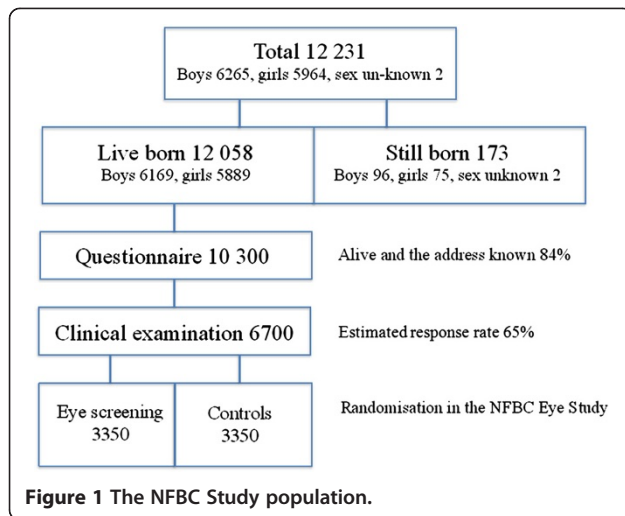 Total 12 231
Boys 6265, girls 5964, sex un-known 2
Live born 12 058
Boys 6169, girls 5889
Still born 173
Boys 96, girls 75, sex unknown 2
Questionnaire 10 300
Alive and the address known 84%
Clinical examination 6700
Estimated response rate 65%
Eye screening
3350
Controls
3350
Randomisation in the NFBC Eye Study
Figure 1 The NFBC Study population.